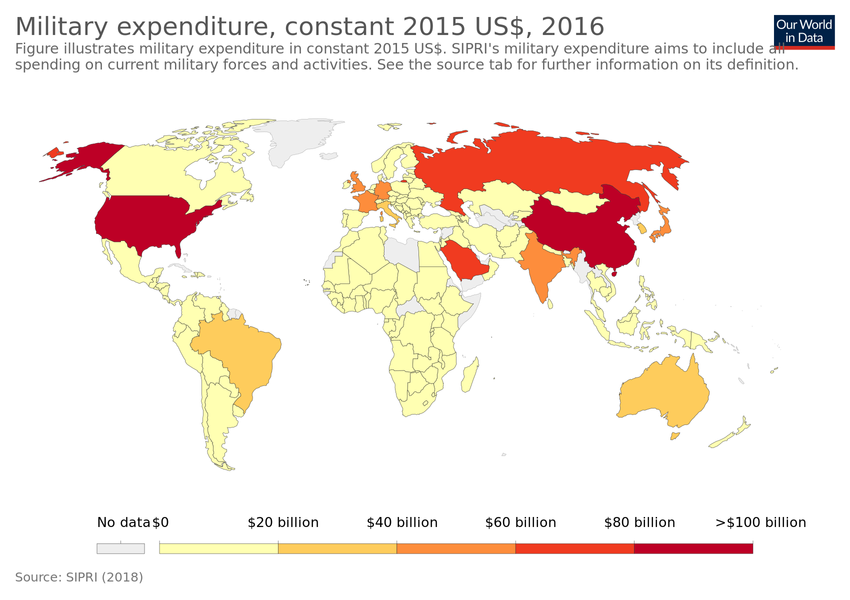 Military expenditure, constant 2015 US$, 2016
Our World
in Data
Figure illustrates military expenditure in constant 2015 US$. SIPRI's military expenditure aims to include all
spending on current military forces and activities. See the source tab for further information on its definition.
No data $0 $20 billion $40 billion $60 billion $80 billion >$100 billion
Source: SIPRI (2018)